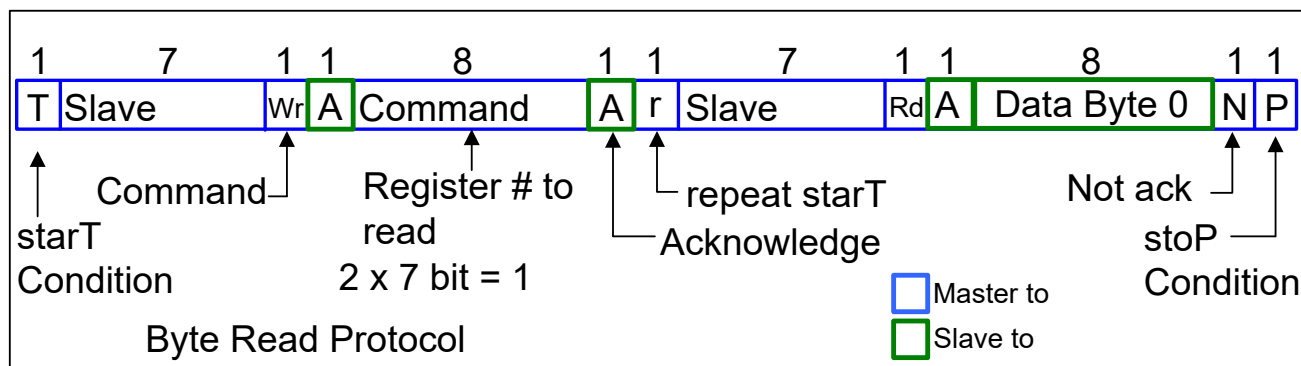 1 7 1 1 8 1 1 7 1 1 8 1 1
T Slave Wr A Command A r Slave Rd A Data Byte 0 N P
Command
Register # to
read
2 x 7 bit = 1
repeat starT
Acknowledge
Not ack
starT
Condition
stoP
Condition
Master to
Slave to
Byte Read Protocol